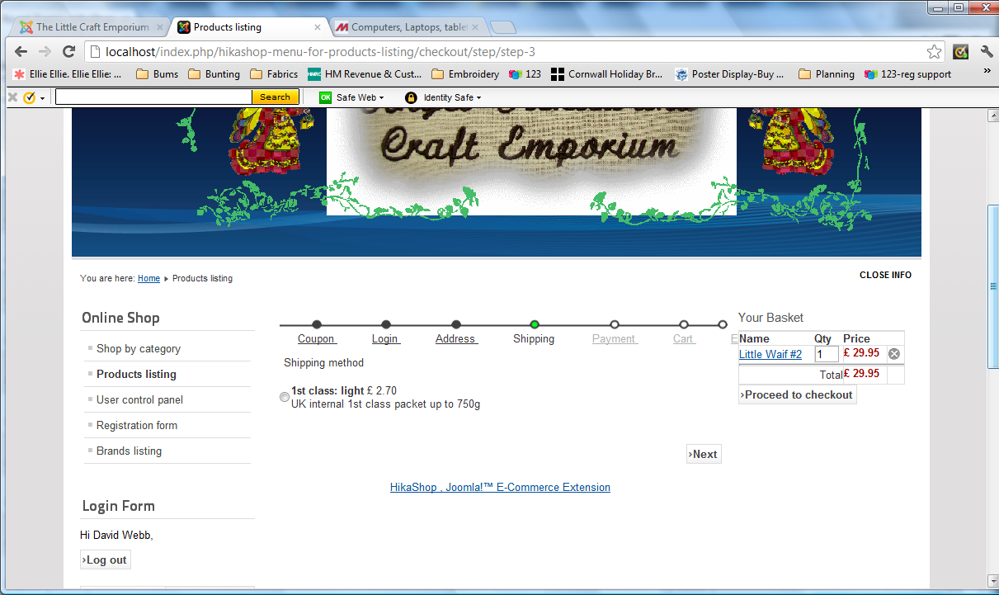 The Little Craft Emporium
Products listing
Computers, Laptops, table
localhost/index.php/hikashop-menu-for-products-listing/checkout/step/step-3
Ellie Ellie. Ellie Ellie: ...
Bums
Bunting
Fabrics
HM Revenue & Cust...
Embroidery
123
Cornwall Holiday Br...
Poster Display-Buy ...
Planning
123-reg support
»
Search
OK
Safe Web
Identity Safe
Craft Emporium
You are here: Home Products listing
CLOSE INFO
Online Shop
Shop by category
Products listing
User control panel
Registration form
Brands listing
Login Form
Hi David Webb,
›Log out
Coupon Login Address Shipping Payment Cart E
Shipping method
1st class: light £ 2.70
UK internal 1st class packet up to 750g
›Next
HikaShop , Joomla!™ E-Commerce Extension
Your Basket
Name Qty Price
Little Waif #2 1 £ 29.95
Total £ 29.95
›Proceed to checkout